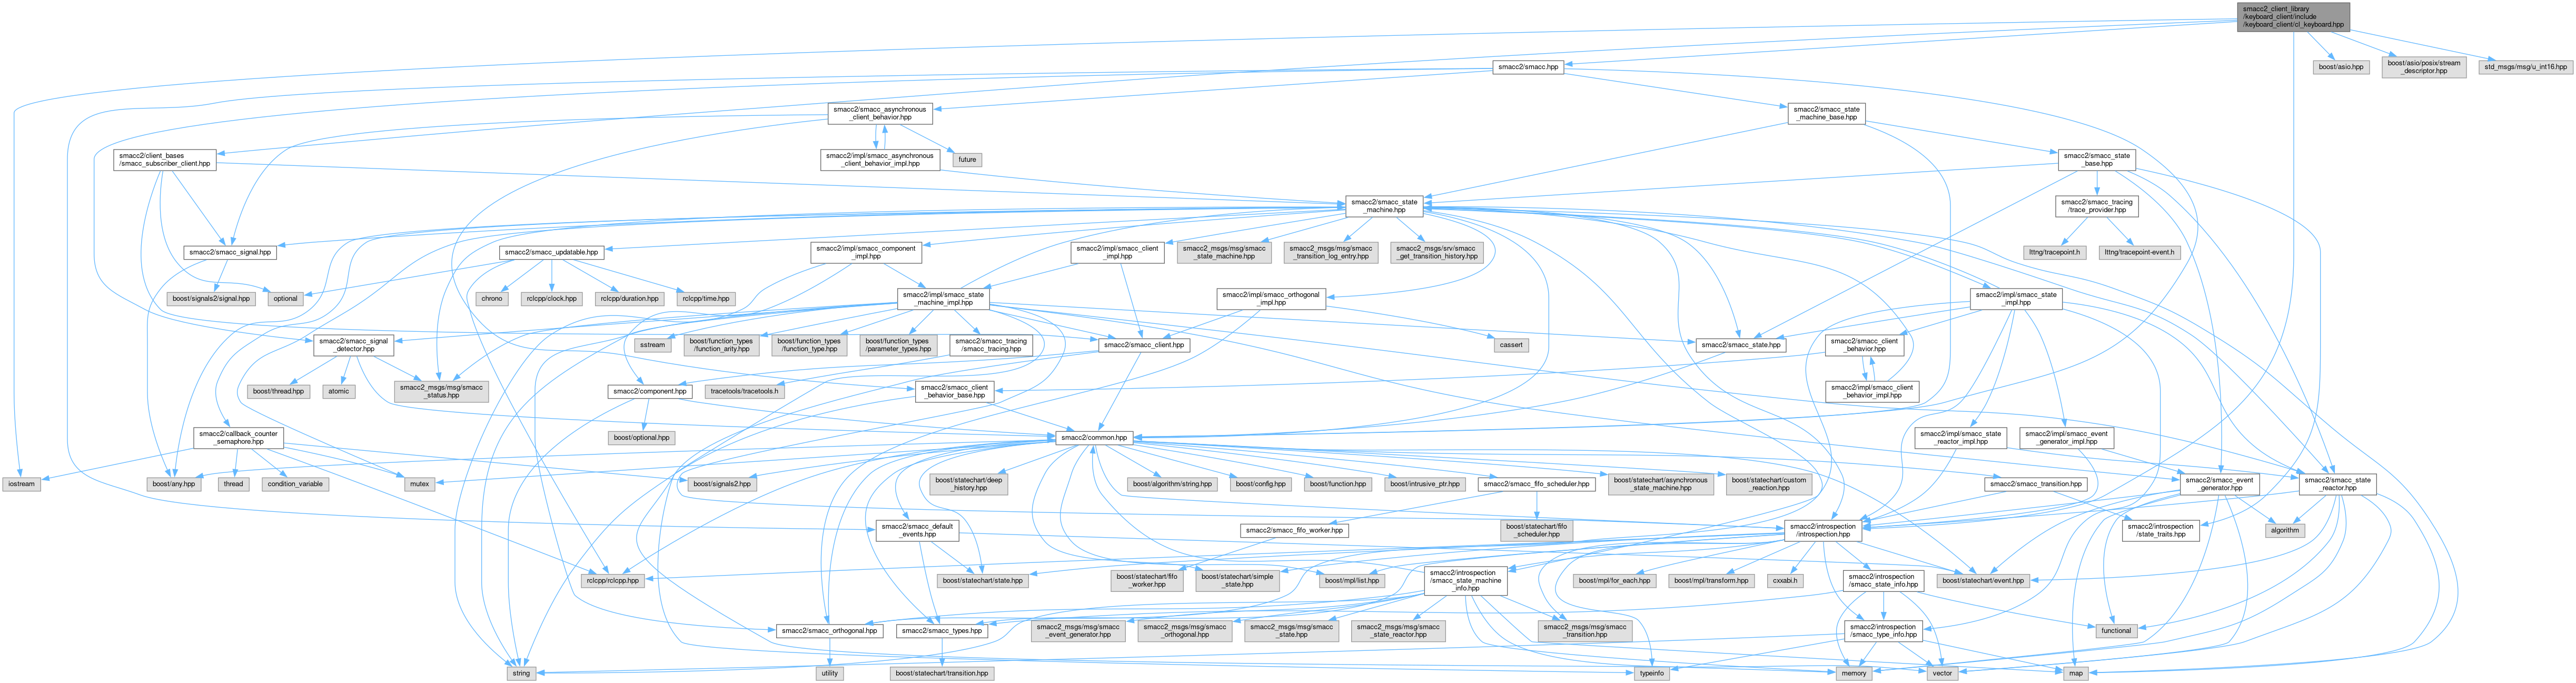 smacc2_client_library
/keyboard_client/include
/keyboard_client/cl_keyboard.hpp
smacc2/smacc.hpp
boost/asio.hpp
boost/asio/posix/stream
_descriptor.hpp
std_msgs/msg/u_int16.hpp
smacc2/smacc_asynchronous
_client_behavior.hpp
smacc2/smacc_state
_machine_base.hpp
smacc2/client_bases
/smacc_subscriber_client.hpp
smacc2/impl/smacc_asynchronous
_client_behavior_impl.hpp
future
smacc2/smacc_state
_base.hpp
smacc2/smacc_state
_machine.hpp
smacc2/smacc_tracing
/trace_provider.hpp
smacc2/smacc_signal.hpp
smacc2/smacc_updatable.hpp
smacc2/impl/smacc_component
_impl.hpp
smacc2/impl/smacc_client
_impl.hpp
smacc2_msgs/msg/smacc
_state_machine.hpp
smacc2_msgs/msg/smacc
_transition_log_entry.hpp
smacc2_msgs/srv/smacc
_get_transition_history.hpp
lttng/tracepoint.h
lttng/tracepoint-event.h
boost/signals2/signal.hpp
optional
chrono
rclcpp/clock.hpp
rclcpp/duration.hpp
rclcpp/time.hpp
smacc2/impl/smacc_state
_machine_impl.hpp
smacc2/impl/smacc_orthogonal
_impl.hpp
smacc2/impl/smacc_state
_impl.hpp
smacc2/smacc_signal
_detector.hpp
sstream
boost/function_types
/function_arity.hpp
boost/function_types
/function_type.hpp
boost/function_types
/parameter_types.hpp
smacc2/smacc_tracing
/smacc_tracing.hpp
smacc2/smacc_client.hpp
cassert
smacc2/smacc_state.hpp
smacc2/smacc_client
_behavior.hpp
boost/thread.hpp
atomic
smacc2_msgs/msg/smacc
_status.hpp
smacc2/component.hpp
tracetools/tracetools.h
smacc2/smacc_client
_behavior_base.hpp
smacc2/impl/smacc_client
_behavior_impl.hpp
smacc2/callback_counter
_semaphore.hpp
boost/optional.hpp
smacc2/common.hpp
smacc2/impl/smacc_state
_reactor_impl.hpp
smacc2/impl/smacc_event
_generator_impl.hpp
iostream
boost/any.hpp
thread
condition_variable
mutex
boost/signals2.hpp
boost/statechart/deep
_history.hpp
boost/algorithm/string.hpp
boost/config.hpp
boost/function.hpp
boost/intrusive_ptr.hpp
smacc2/smacc_fifo_scheduler.hpp
boost/statechart/asynchronous
_state_machine.hpp
boost/statechart/custom
_reaction.hpp
smacc2/smacc_transition.hpp
smacc2/smacc_event
_generator.hpp
smacc2/smacc_state
_reactor.hpp
smacc2/smacc_default
_events.hpp
smacc2/smacc_fifo_worker.hpp
boost/statechart/fifo
_scheduler.hpp
smacc2/introspection
/introspection.hpp
smacc2/introspection
/state_traits.hpp
algorithm
rclcpp/rclcpp.hpp
boost/statechart/state.hpp
boost/statechart/fifo
_worker.hpp
boost/statechart/simple
_state.hpp
boost/mpl/list.hpp
smacc2/introspection
/smacc_state_machine
_info.hpp
boost/mpl/for_each.hpp
boost/mpl/transform.hpp
cxxabi.h
smacc2/introspection
/smacc_state_info.hpp
boost/statechart/event.hpp
smacc2/smacc_orthogonal.hpp
smacc2/smacc_types.hpp
smacc2_msgs/msg/smacc
_event_generator.hpp
smacc2_msgs/msg/smacc
_orthogonal.hpp
smacc2_msgs/msg/smacc
_state.hpp
smacc2_msgs/msg/smacc
_state_reactor.hpp
smacc2_msgs/msg/smacc
_transition.hpp
smacc2/introspection
/smacc_type_info.hpp
functional
string
utility
boost/statechart/transition.hpp
typeinfo
memory
vector
map